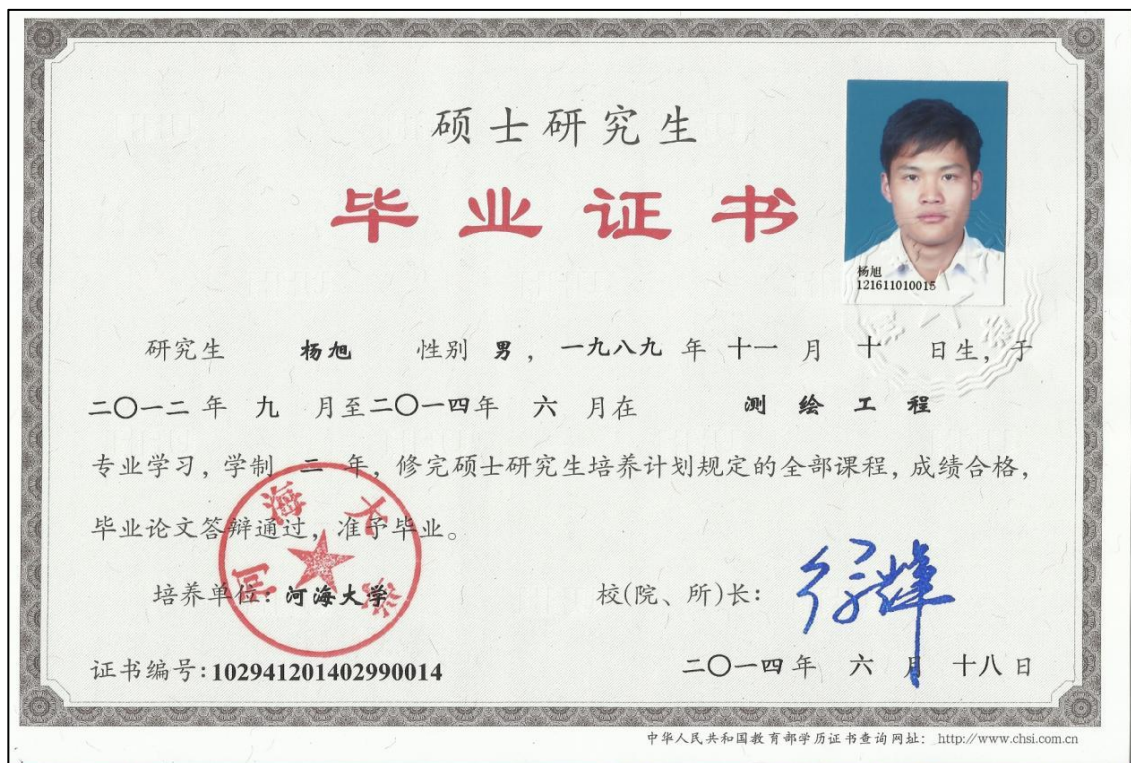 硕士研究生
毕业证书
杨旭
121611010015
研究生 杨旭 性别 男，一九八九 年 十一 月 十 日生，于
二〇一二 年 九 月至二〇一四年 六 月在 测绘工程
专业学习，学制 二 年，修完硕士研究生培养计划规定的全部课程，成绩合格，
毕业论文答辩通过，准予毕业。
河海大学
培养单位：河海大学 校(院、所)长：
证书编号：102941201402990014 二〇一四 年 六 月 十八 日
中华人民共和国教育部学历证书查询网址：http://www.chsi.com.cn